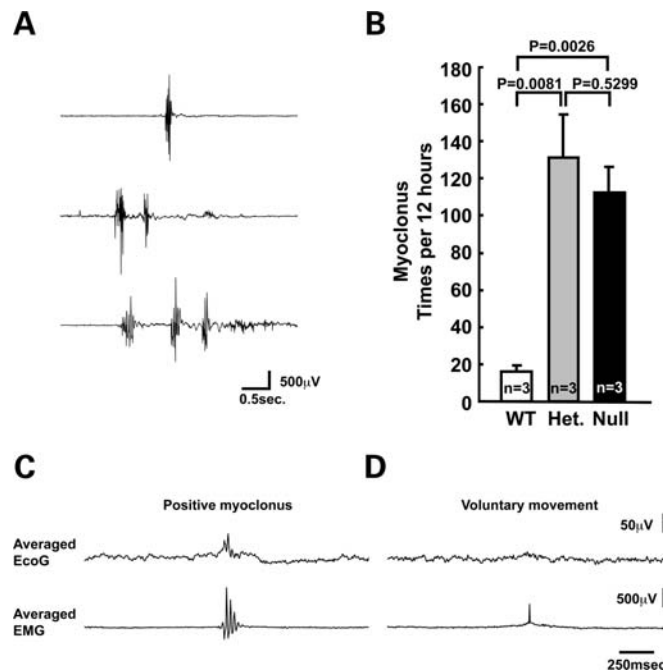 A
500μV
0.5sec.
B
P=0.0026
P=0.0081
P=0.5299
Myoclonus
Times per 12 hours
180
160
140
120
100
80
60
40
20
0
n=3
n=3
n=3
WT Het. Null
C
Positive myoclonus
D
Voluntary movement
50μV
Averaged
EcoG
500μV
Averaged
EMG
250msec